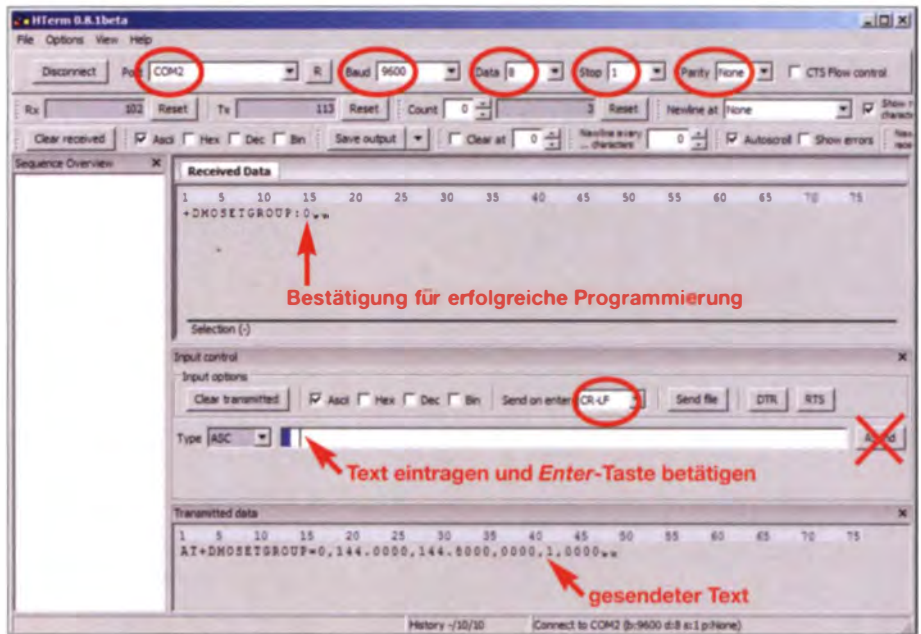 HTerm 0.8.1beta
File Options View Help
Disconnect Port COM2 R Baud 9600 Data 8 Stop 1 Parity None CTS Flow control
Rx 102 Reset Tx 113 Reset Count 0 3 Reset Newline at None Show
Clear received Ascii Hex Dec Bin Save output Clear at 0 Newline every ... characters 0 Autoscroll Show errors
Sequence Overview
Received Data
1 5 10 15 20 25 30 35 40 45 50 55 60 65 70 75
+DMOSETGROUP:0
Bestätigung für erfolgreiche Programmierung
Selection (-)
Input control
Input options
Clear transmitted Ascii Hex Dec Bin Send on enter CR-LF Send file DTR RTS
Type ASC
Text eintragen und Enter-Taste betätigen
Transmitted data
1 5 10 15 20 25 30 35 40 45 50 55 60 65 70 75
AT+DMOSETGROUP=0,144.0000,144.8000,0000,1,0000
gesendeter Text
History -/10/10 Connect to COM2 (b:9600 d:8 s:1 p:None)